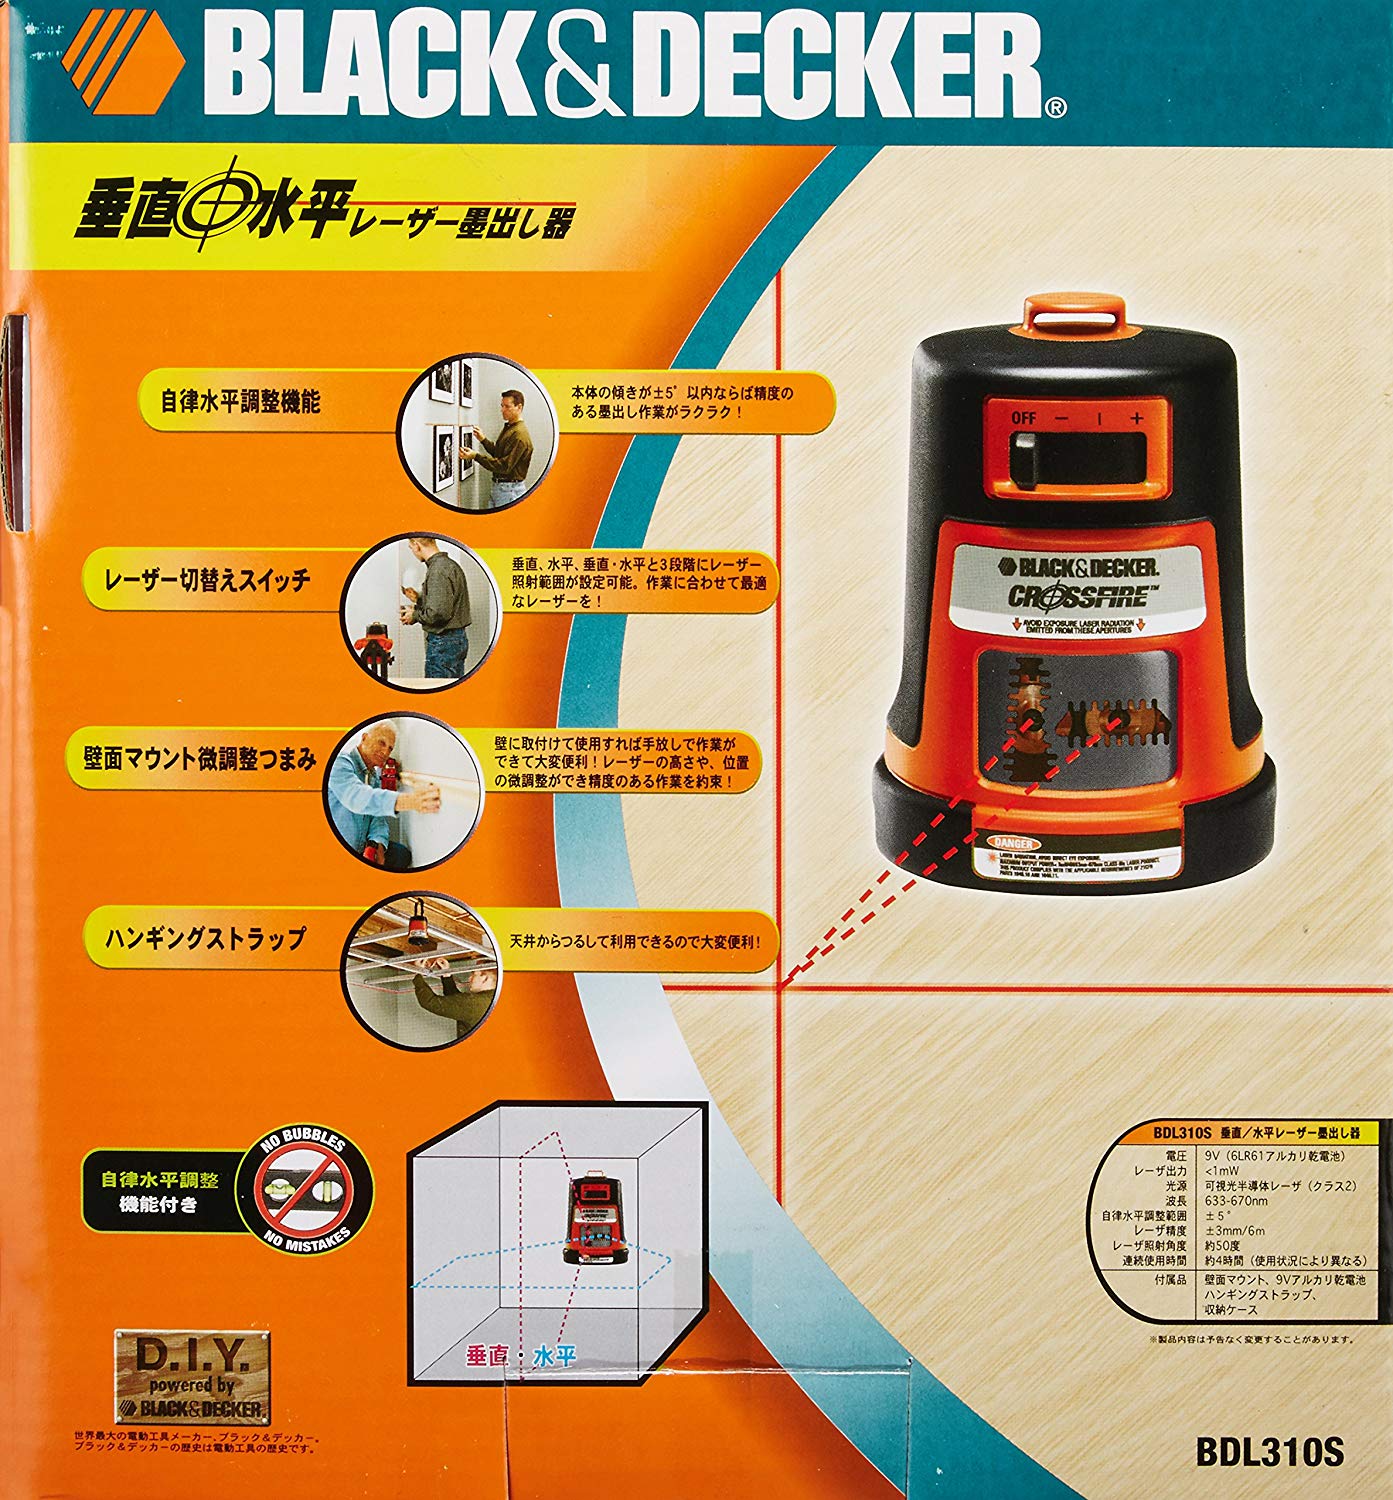 BLACK&DECKER®
垂直 水平 レーザー墨出し器
自律水平調整機能
本体の傾きが±5° 以内ならば精度の
ある墨出し作業がラクラク！
レーザー切替えスイッチ
垂直、水平、垂直・水平と3段階にレーザー
照射範囲が設定可能。作業に合わせて最適
なレーザーを！
壁面マウント微調整つまみ
壁に取付けて使用すれば手放しで作業が
できて大変便利！レーザーの高さや、位置
の微調整ができ精度のある作業を約束！
ハンギングストラップ
天井からつるして利用できるので大変便利！
OFF − I +
BLACK&DECKER.
CROSSFIRE™
AVOID EXPOSURE LASER RADIATION
EMITTED FROM THESE APERTURES
DANGER
LASER RADIATION, AVOID DIRECT EYE EXPOSURE.
自律水平調整
機能付き
NO BUBBLES
NO MISTAKES
垂直・水平
D.I.Y.
powered by
BLACK&DECKER.
世界最大の電動工具メーカー、ブラック＆デッカー。
ブラック＆デッカーの歴史は電動工具の歴史です。
BDL310S 垂直／水平レーザー墨出し器
電圧 9V（6LR61アルカリ乾電池）
レーザ出力 <1mW
光源 可視光半導体レーザ（クラス2）
波長 633-670nm
自律水平調整範囲 ±5°
レーザ精度 ±3mm/6m
レーザ照射角度 約50度
連続使用時間 約4時間（使用状況により異なる）
付属品 壁面マウント、9Vアルカリ乾電池
ハンギングストラップ、
収納ケース
※製品内容は予告なく変更することがあります。
BDL310S